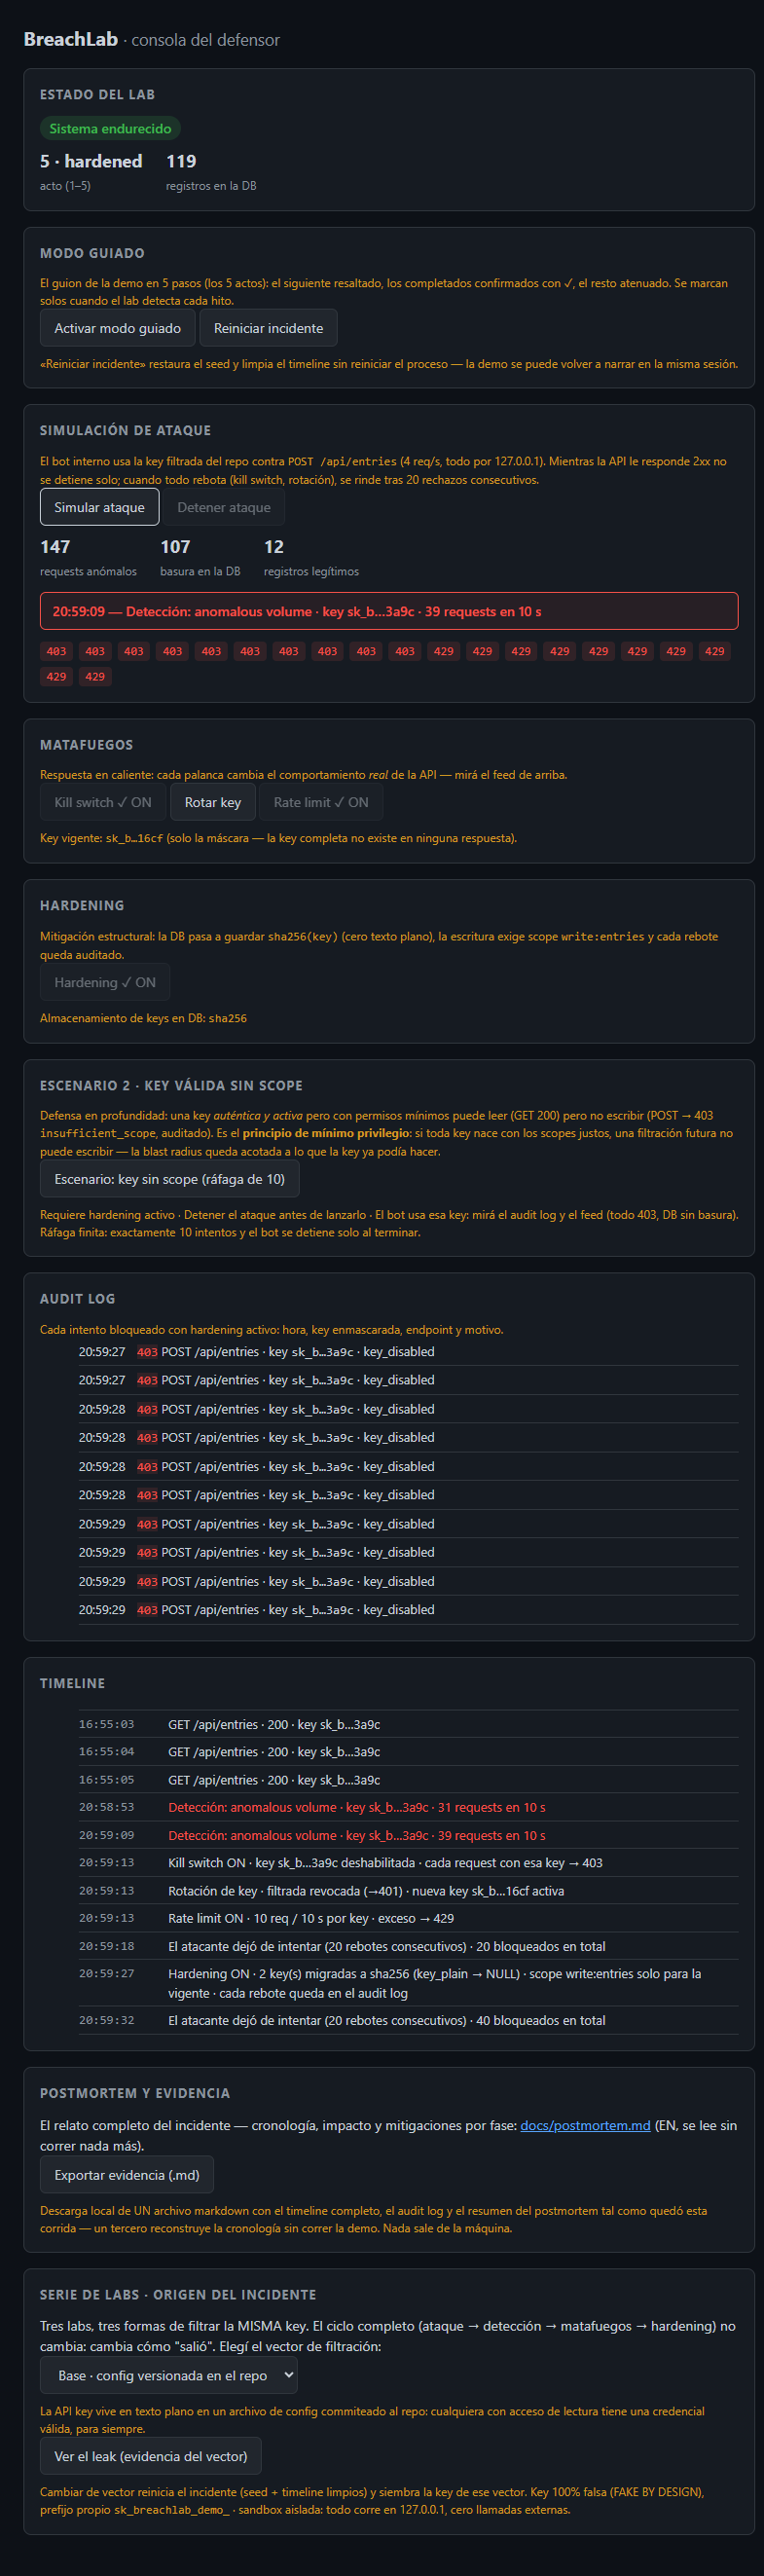 BreachLab · consola del defensor
ESTADO DEL LAB
Sistema endurecido
5 · hardened 119
acto (1–5) registros en la DB
MODO GUIADO
El guion de la demo en 5 pasos (los 5 actos): el siguiente resaltado, los completados confirmados con ✓, el resto atenuado. Se marcan
solos cuando el lab detecta cada hito.
Activar modo guiado Reiniciar incidente
«Reiniciar incidente» restaura el seed y limpia el timeline sin reiniciar el proceso — la demo se puede volver a narrar en la misma sesión.
SIMULACIÓN DE ATAQUE
El bot interno usa la key filtrada del repo contra POST /api/entries (4 req/s, todo por 127.0.0.1). Mientras la API le responde 2xx no
se detiene solo; cuando todo rebota (kill switch, rotación), se rinde tras 20 rechazos consecutivos.
Simular ataque Detener ataque
147 107 12
requests anómalos basura en la DB registros legítimos
20:59:09 — Detección: anomalous volume · key sk_b…3a9c · 39 requests en 10 s
403 403 403 403 403 403 403 403 403 403 429 429 429 429 429 429 429 429
429 429
MATAFUEGOS
Respuesta en caliente: cada palanca cambia el comportamiento real de la API — mirá el feed de arriba.
Kill switch ✓ ON Rotar key Rate limit ✓ ON
Key vigente: sk_b…16cf (solo la máscara — la key completa no existe en ninguna respuesta).
HARDENING
Mitigación estructural: la DB pasa a guardar sha256(key) (cero texto plano), la escritura exige scope write:entries y cada rebote
queda auditado.
Hardening ✓ ON
Almacenamiento de keys en DB: sha256
ESCENARIO 2 · KEY VÁLIDA SIN SCOPE
Defensa en profundidad: una key auténtica y activa pero con permisos mínimos puede leer (GET 200) pero no escribir (POST → 403
insufficient_scope, auditado). Es el principio de mínimo privilegio: si toda key nace con los scopes justos, una filtración futura no
puede escribir — la blast radius queda acotada a lo que la key ya podía hacer.
Escenario: key sin scope (ráfaga de 10)
Requiere hardening activo · Detener el ataque antes de lanzarlo · El bot usa esa key: mirá el audit log y el feed (todo 403, DB sin basura).
Ráfaga finita: exactamente 10 intentos y el bot se detiene solo al terminar.
AUDIT LOG
Cada intento bloqueado con hardening activo: hora, key enmascarada, endpoint y motivo.
20:59:27 403 POST /api/entries · key sk_b…3a9c · key_disabled
20:59:27 403 POST /api/entries · key sk_b…3a9c · key_disabled
20:59:28 403 POST /api/entries · key sk_b…3a9c · key_disabled
20:59:28 403 POST /api/entries · key sk_b…3a9c · key_disabled
20:59:28 403 POST /api/entries · key sk_b…3a9c · key_disabled
20:59:28 403 POST /api/entries · key sk_b…3a9c · key_disabled
20:59:29 403 POST /api/entries · key sk_b…3a9c · key_disabled
20:59:29 403 POST /api/entries · key sk_b…3a9c · key_disabled
20:59:29 403 POST /api/entries · key sk_b…3a9c · key_disabled
20:59:29 403 POST /api/entries · key sk_b…3a9c · key_disabled
TIMELINE
16:55:03 GET /api/entries · 200 · key sk_b…3a9c
16:55:04 GET /api/entries · 200 · key sk_b…3a9c
16:55:05 GET /api/entries · 200 · key sk_b…3a9c
20:58:53 Detección: anomalous volume · key sk_b…3a9c · 31 requests en 10 s
20:59:09 Detección: anomalous volume · key sk_b…3a9c · 39 requests en 10 s
20:59:13 Kill switch ON · key sk_b…3a9c deshabilitada · cada request con esa key → 403
20:59:13 Rotación de key · filtrada revocada (→401) · nueva key sk_b…16cf activa
20:59:13 Rate limit ON · 10 req / 10 s por key · exceso → 429
20:59:18 El atacante dejó de intentar (20 rebotes consecutivos) · 20 bloqueados en total
20:59:27 Hardening ON · 2 key(s) migradas a sha256 (key_plain → NULL) · scope write:entries solo para la
vigente · cada rebote queda en el audit log
20:59:32 El atacante dejó de intentar (20 rebotes consecutivos) · 40 bloqueados en total
POSTMORTEM Y EVIDENCIA
El relato completo del incidente — cronología, impacto y mitigaciones por fase: docs/postmortem.md (EN, se lee sin
correr nada más).
Exportar evidencia (.md)
Descarga local de UN archivo markdown con el timeline completo, el audit log y el resumen del postmortem tal como quedó esta
corrida — un tercero reconstruye la cronología sin correr la demo. Nada sale de la máquina.
SERIE DE LABS · ORIGEN DEL INCIDENTE
Tres labs, tres formas de filtrar la MISMA key. El ciclo completo (ataque → detección → matafuegos → hardening) no
cambia: cambia cómo "salió". Elegí el vector de filtración:
Base · config versionada en el repo
La API key vive en texto plano en un archivo de config commiteado al repo: cualquiera con acceso de lectura tiene una credencial
válida, para siempre.
Ver el leak (evidencia del vector)
Cambiar de vector reinicia el incidente (seed + timeline limpios) y siembra la key de ese vector. Key 100% falsa (FAKE BY DESIGN),
prefijo propio sk_breachlab_demo_ · sandbox aislada: todo corre en 127.0.0.1, cero llamadas externas.